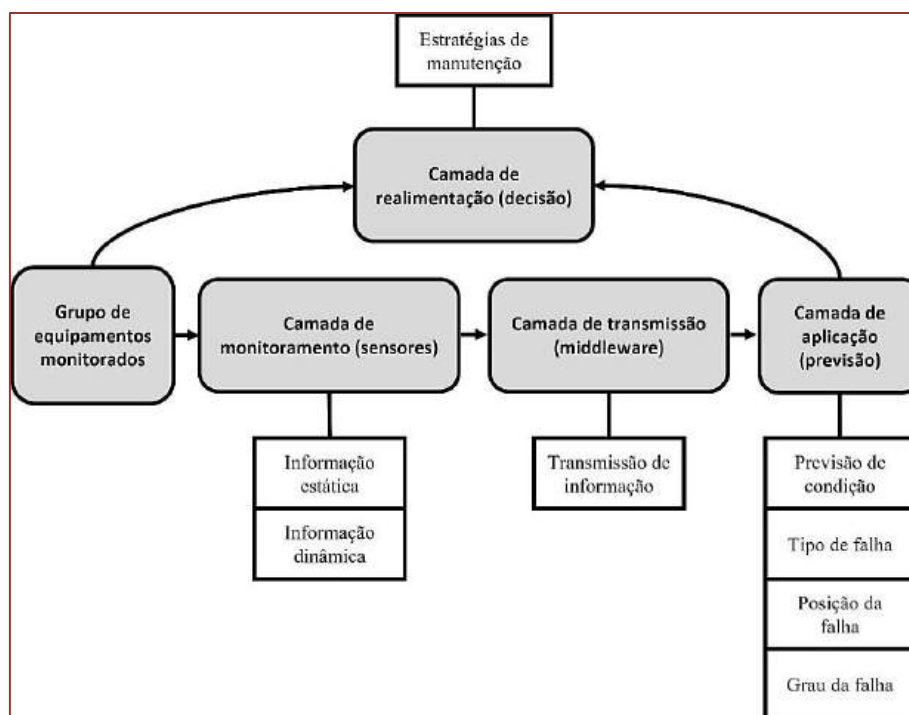 Estratégias de
manutenção
Camada de
realimentação (decisão)
Grupo de
equipamentos
monitorados
Camada de
monitoramento (sensores)
Camada de transmissão
(middleware)
Camada de
aplicação
(previsão)
Informação
estática
Informação
dinâmica
Transmissão de
informação
Previsão de
condição
Tipo de falha
Posição da
falha
Grau da falha